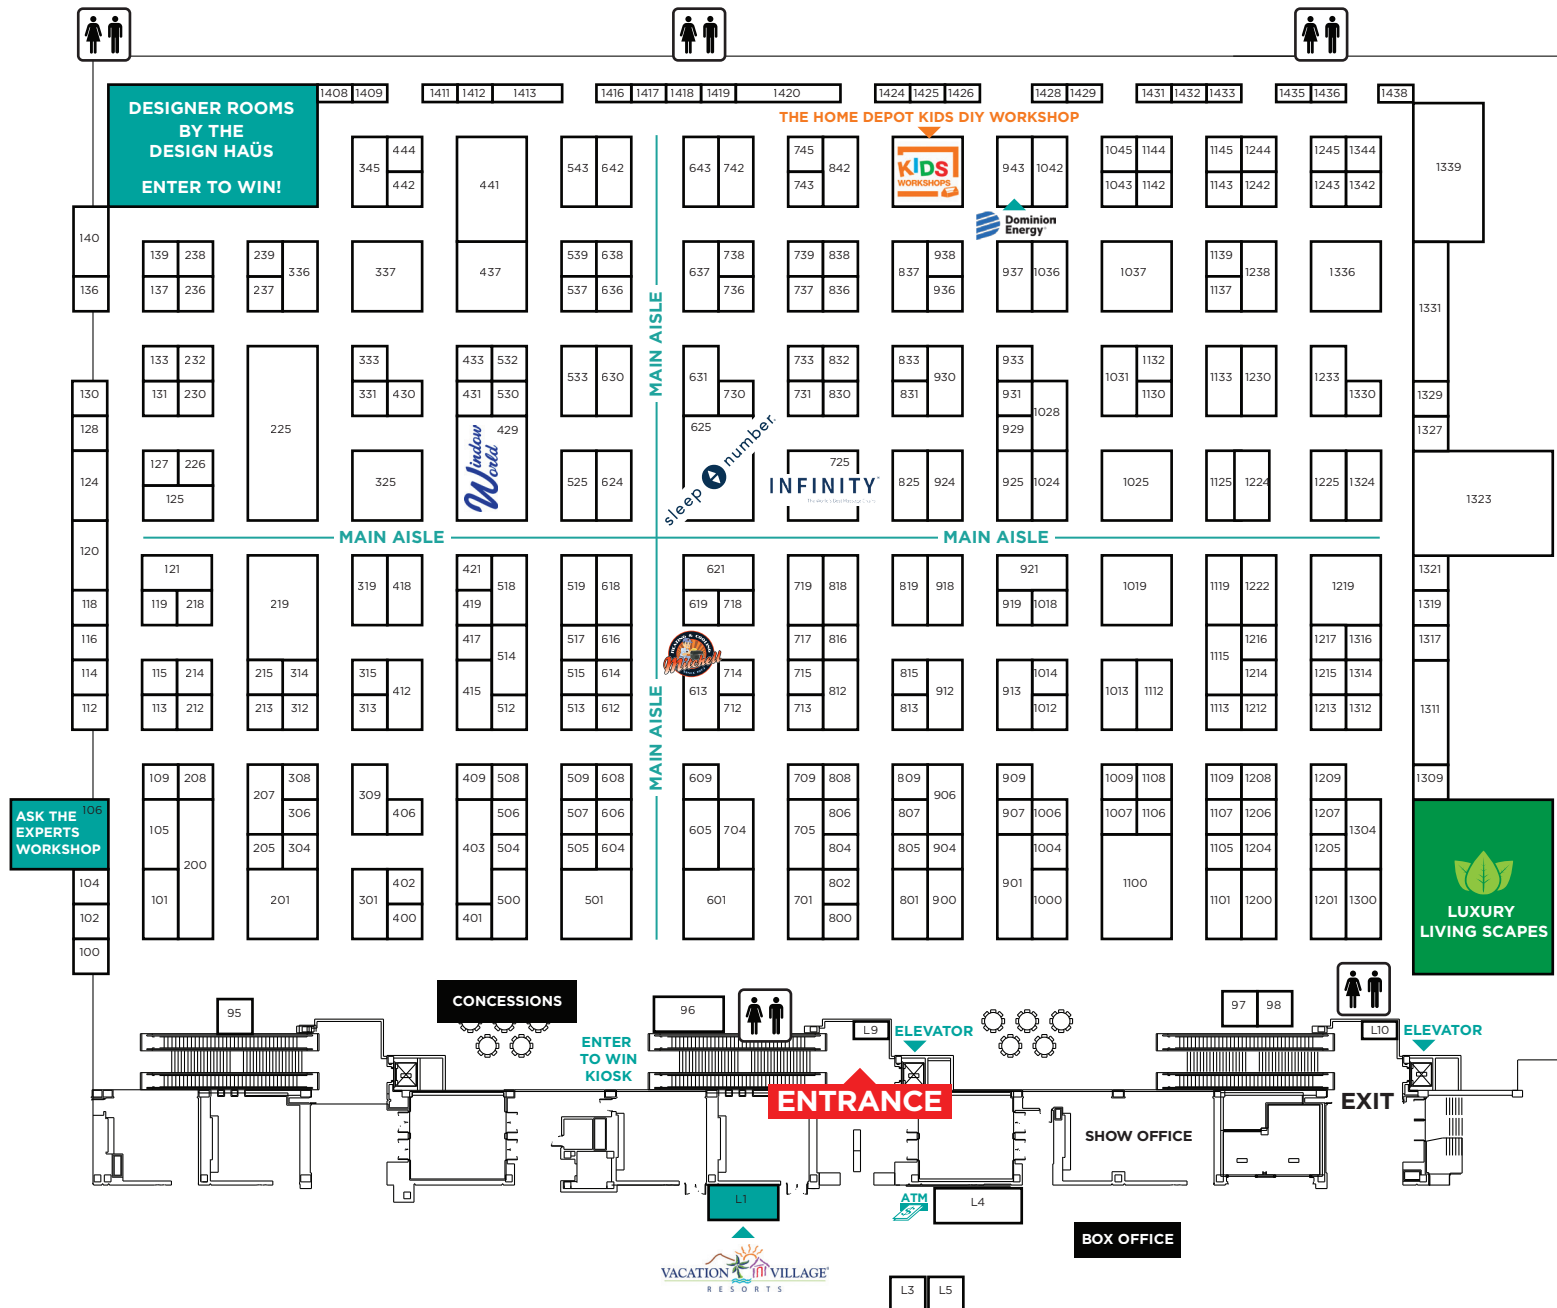 1408 1409 1411 1412 1413 1416 1417 1418 1419 1420 1424 1425 1426 1428 1429 1431 1432 1433 1435 1436 1438
DESIGNER ROOMS
BY THE
DESIGN HAÜS
ENTER TO WIN!
THE HOME DEPOT KIDS DIY WORKSHOP
345 444 441 543 642 643 742 745 842 943 1042 1045 1144 1145 1244 1245 1344 1339
KIDS
WORKSHOPS
442 743 1043 1142 1143 1242 1243 1342
Dominion
Energy
140
139 238 239 336 337 437 539 638 637 738 739 838 837 938 937 1036 1037 1139 1238 1336
136 137 236 237 537 636 736 737 836 936 1137
1331
MAIN AISLE
133 232 225 333 433 532 533 630 631 733 832 833 930 933 1031 1132 1133 1230 1233
130 131 230 331 430 431 530 730 731 830 831 931 1028 1130 1330 1329
128 429 625 929 1327
Window
World
sleep number
127 226 725
124 325 525 624 825 924 925 1024 1025 1125 1224 1225 1324 1323
INFINITY
125
MAIN AISLE MAIN AISLE
120
121 219 319 418 421 518 519 618 621 719 818 819 918 921 1019 1119 1222 1219 1321
118 119 218 419 619 718 919 1018 1319
116 417 514 517 616 717 816 1115 1216 1217 1316 1317
HEATING & COOLING
Mitchell
114 115 214 215 314 315 412 415 515 614 613 714 715 812 815 912 913 1014 1013 1112 1214 1215 1314
112 113 212 213 312 313 512 513 612 712 713 813 1012 1113 1212 1213 1312 1311
MAIN AISLE
109 208 207 308 309 409 508 509 608 609 709 808 809 906 909 1009 1108 1109 1208 1209 1309
106
ASK THE
EXPERTS
WORKSHOP
105 306 406 506 507 606 605 704 705 806 807 907 1006 1007 1106 1107 1206 1207 1304
200 205 304 403 504 505 604 804 805 904 1004 1105 1204 1205
104 101 201 301 402 500 501 601 701 802 801 900 901 1000 1100 1101 1200 1201 1300
102 400 401 800
100
LUXURY
LIVING SCAPES
95
CONCESSIONS
96 97 98
L9 ELEVATOR
L10 ELEVATOR
ENTER
TO WIN
KIOSK
ENTRANCE
EXIT
SHOW OFFICE
L1
ATM
L4
BOX OFFICE
VACATION VILLAGE
RESORTS
L3 L5